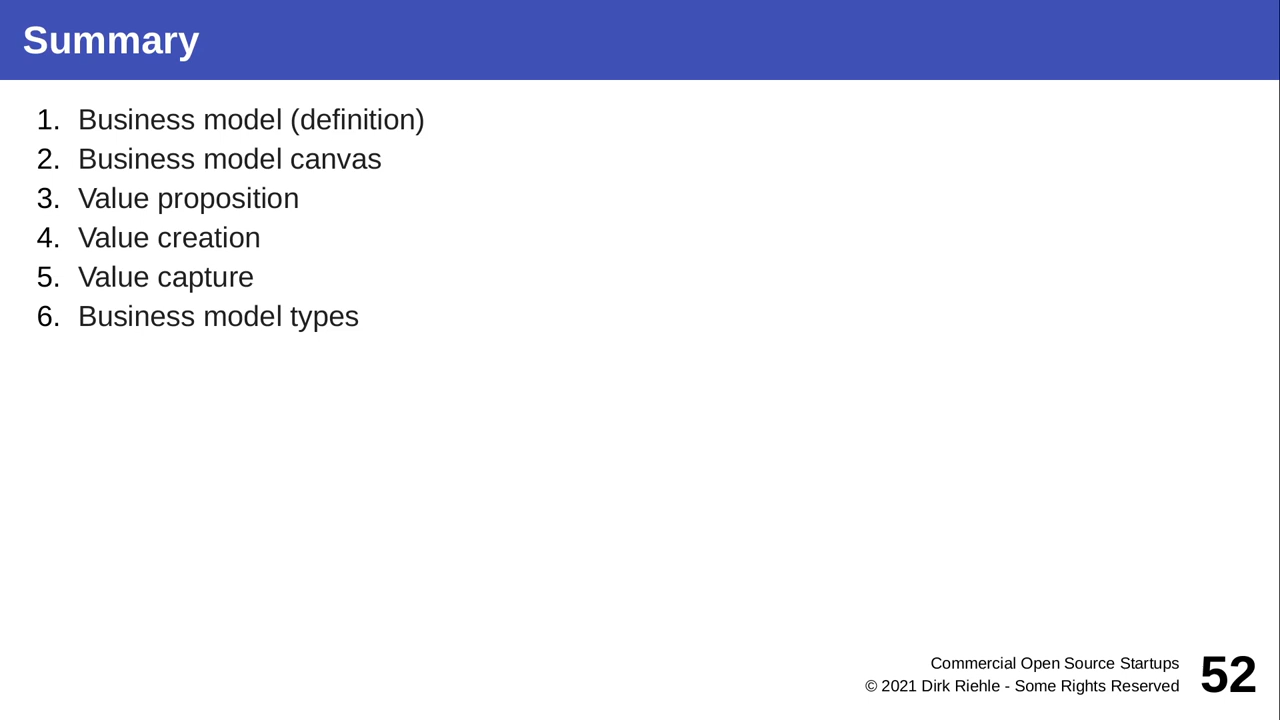 Summary
1. Business model (definition)
2. Business model canvas
3. Value proposition
4. Value creation
5. Value capture
6. Business model types
Commercial Open Source Startups
© 2021 Dirk Riehle - Some Rights Reserved
52